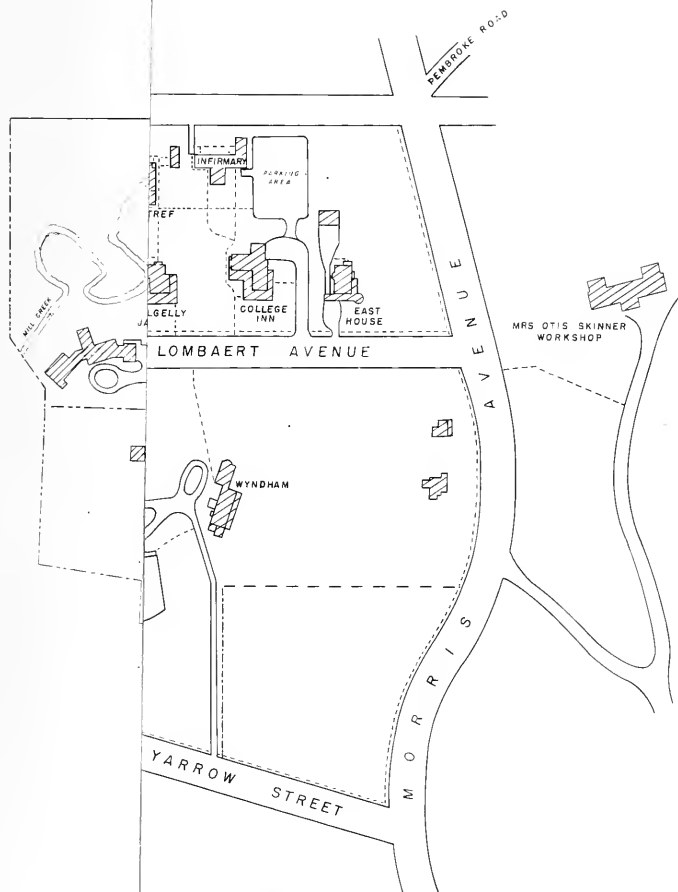 PEMBROKE ROAD
INFIRMARY
PARKING
AREA
TREF
MILL CREEK
LGELLY
JA
COLLEGE
INN
EAST
HOUSE
MRS OTIS SKINNER
WORKSHOP
LOMBAERT AVENUE
WYNDHAM
MORRIS AVENUE
YARROW STREET